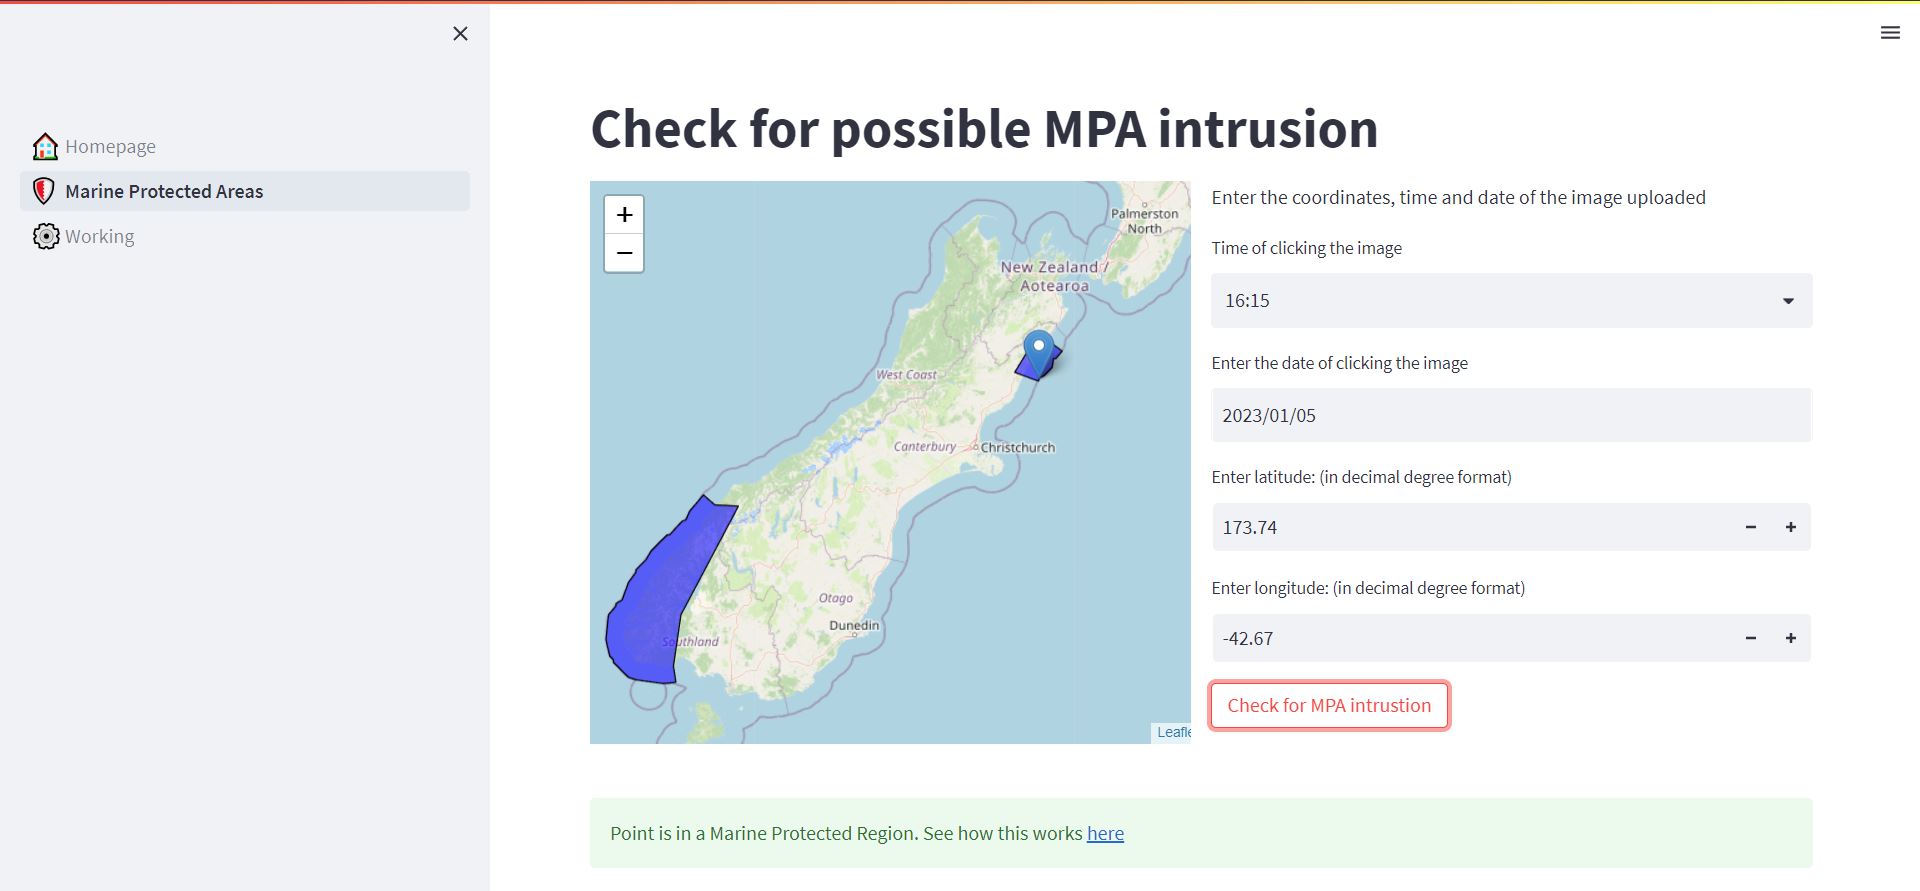 Homepage
Marine Protected Areas
Working
Check for possible MPA intrusion
+
−
Palmerston
North
New Zealand /
Aotearoa
West Coast
Canterbury
Christchurch
Otago
Dunedin
Southland
Leafle
Enter the coordinates, time and date of the image uploaded
Time of clicking the image
16:15
Enter the date of clicking the image
2023/01/05
Enter latitude: (in decimal degree format)
173.74
Enter longitude: (in decimal degree format)
-42.67
Check for MPA intrustion
Point is in a Marine Protected Region. See how this works here